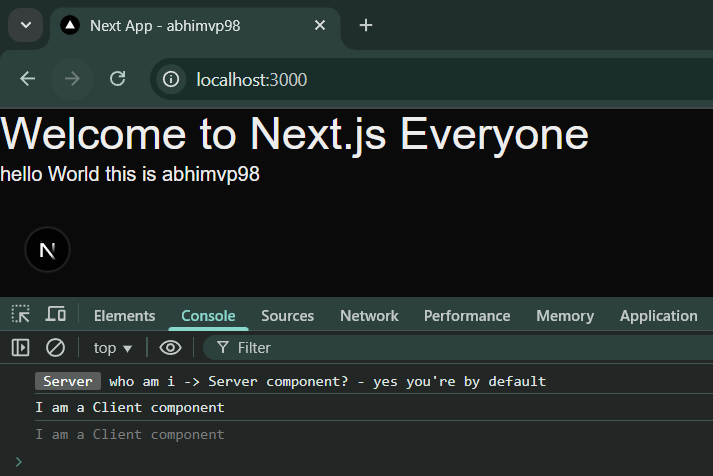 Next App - abhimvp98
localhost:3000
Welcome to Next.js Everyone
hello World this is abhimvp98
N
Elements Console Sources Network Performance Memory Application
top Filter
Server who am i -> Server component? - yes you're by default
I am a Client component
I am a Client component